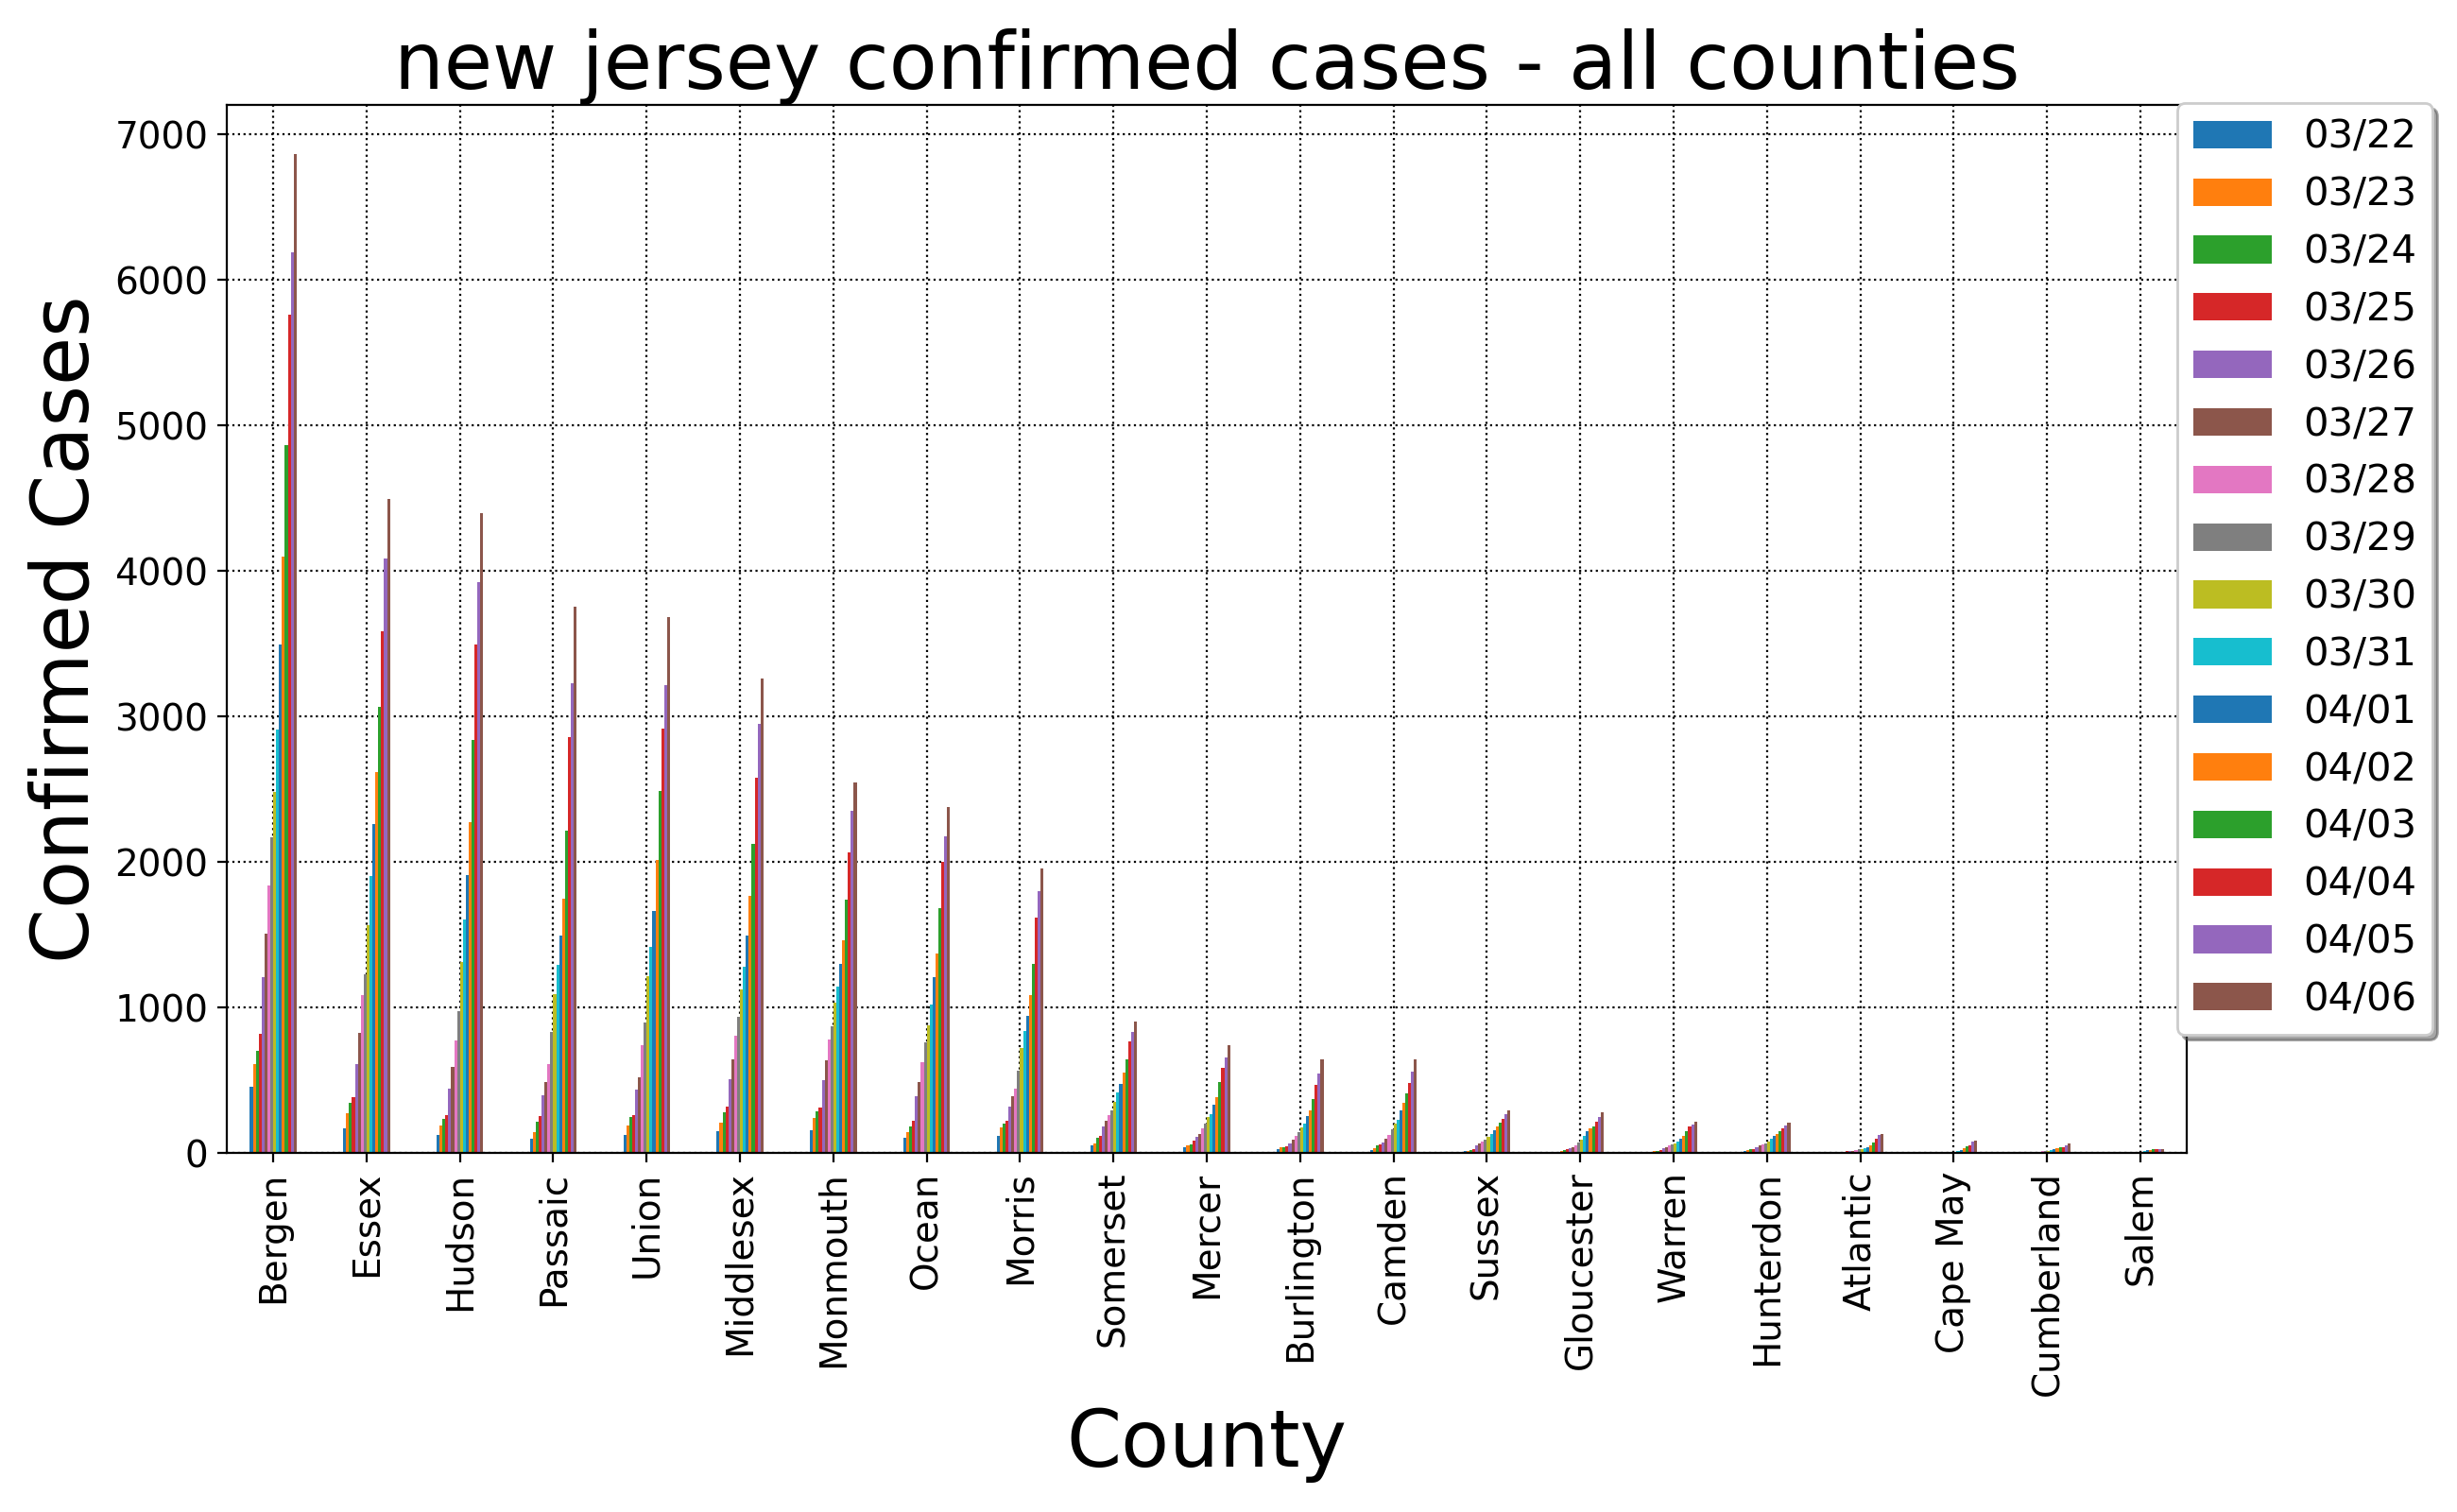 new jersey confirmed cases - all counties
Confirmed Cases
7000
6000
5000
4000
3000
2000
1000
0
Bergen
Essex
Hudson
Passaic
Union
Middlesex
Monmouth
Ocean
Morris
Somerset
Mercer
Burlington
Camden
Sussex
Gloucester
Warren
Hunterdon
Atlantic
Cape May
Cumberland
Salem
County
03/22
03/23
03/24
03/25
03/26
03/27
03/28
03/29
03/30
03/31
04/01
04/02
04/03
04/04
04/05
04/06